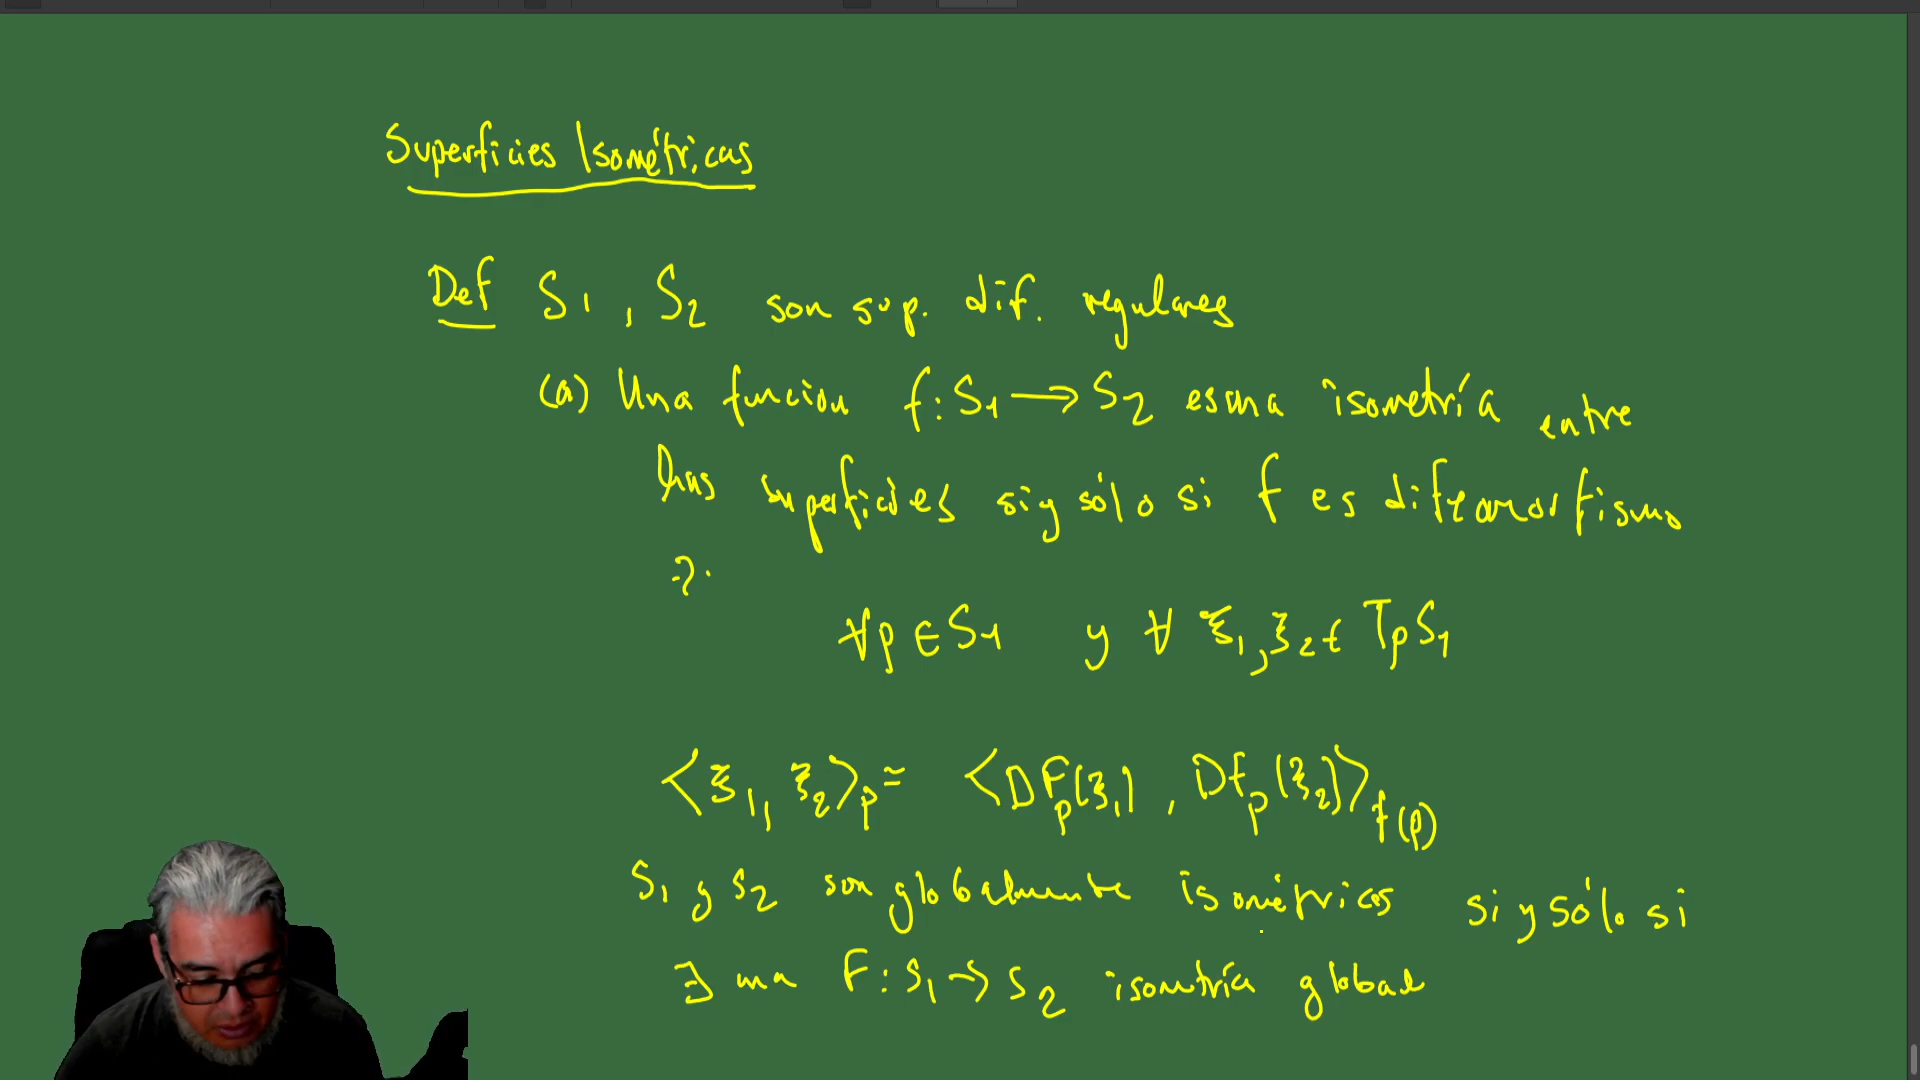 Superficies Isométricas
Def S1, S2 son sup. dif. regulares
(a) Una funcion f: S1 → S2 es una isometría entre
las superficies si y sólo si f es difeomorfismo
∀p ∈ S1 y ∀ ξ1, ξ2 ∈ TpS1
<ξ1, ξ2>p = <DFp(ξ1), Dfp(ξ2)>f(p)
S1 y S2 son globalmente isométricas si y sólo si
∃ una F: S1 → S2 isometría global